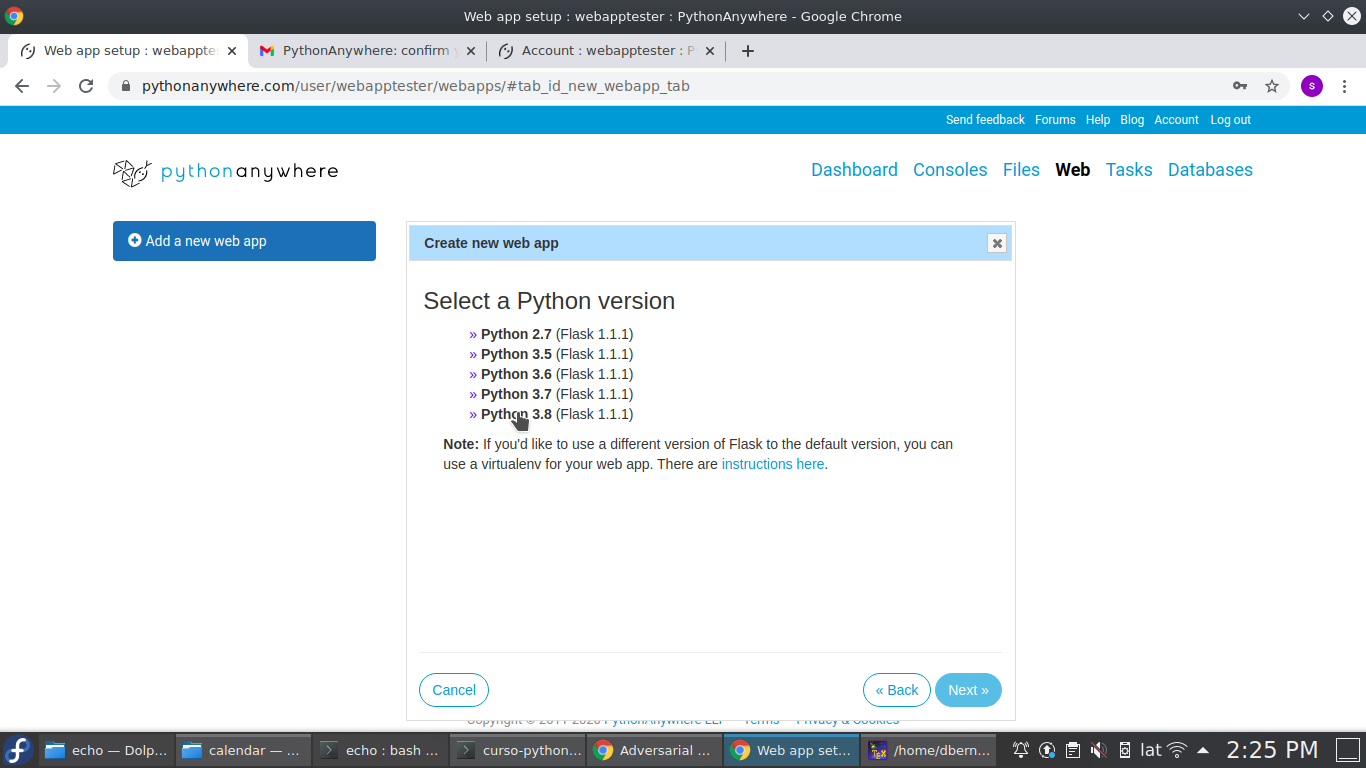 Web app setup : webapptester : PythonAnywhere - Google Chrome
Web app setup : webappte
PythonAnywhere: confirm
Account : webapptester : P
pythonanywhere.com/user/webapptester/webapps/#tab_id_new_webapp_tab
s
Send feedback Forums Help Blog Account Log out
pythonanywhere
Dashboard Consoles Files Web Tasks Databases
Add a new web app
Create new web app
Select a Python version
» Python 2.7 (Flask 1.1.1)
» Python 3.5 (Flask 1.1.1)
» Python 3.6 (Flask 1.1.1)
» Python 3.7 (Flask 1.1.1)
» Python 3.8 (Flask 1.1.1)
Note: If you'd like to use a different version of Flask to the default version, you can
use a virtualenv for your web app. There are instructions here.
Cancel « Back Next »
Copyright © 2011-2020 PythonAnywhere LLP Terms Privacy & Cookies
echo — Dolp... calendar — ... echo : bash ... curso-python... Adversarial ... Web app set... /home/dbern... lat 2:25 PM